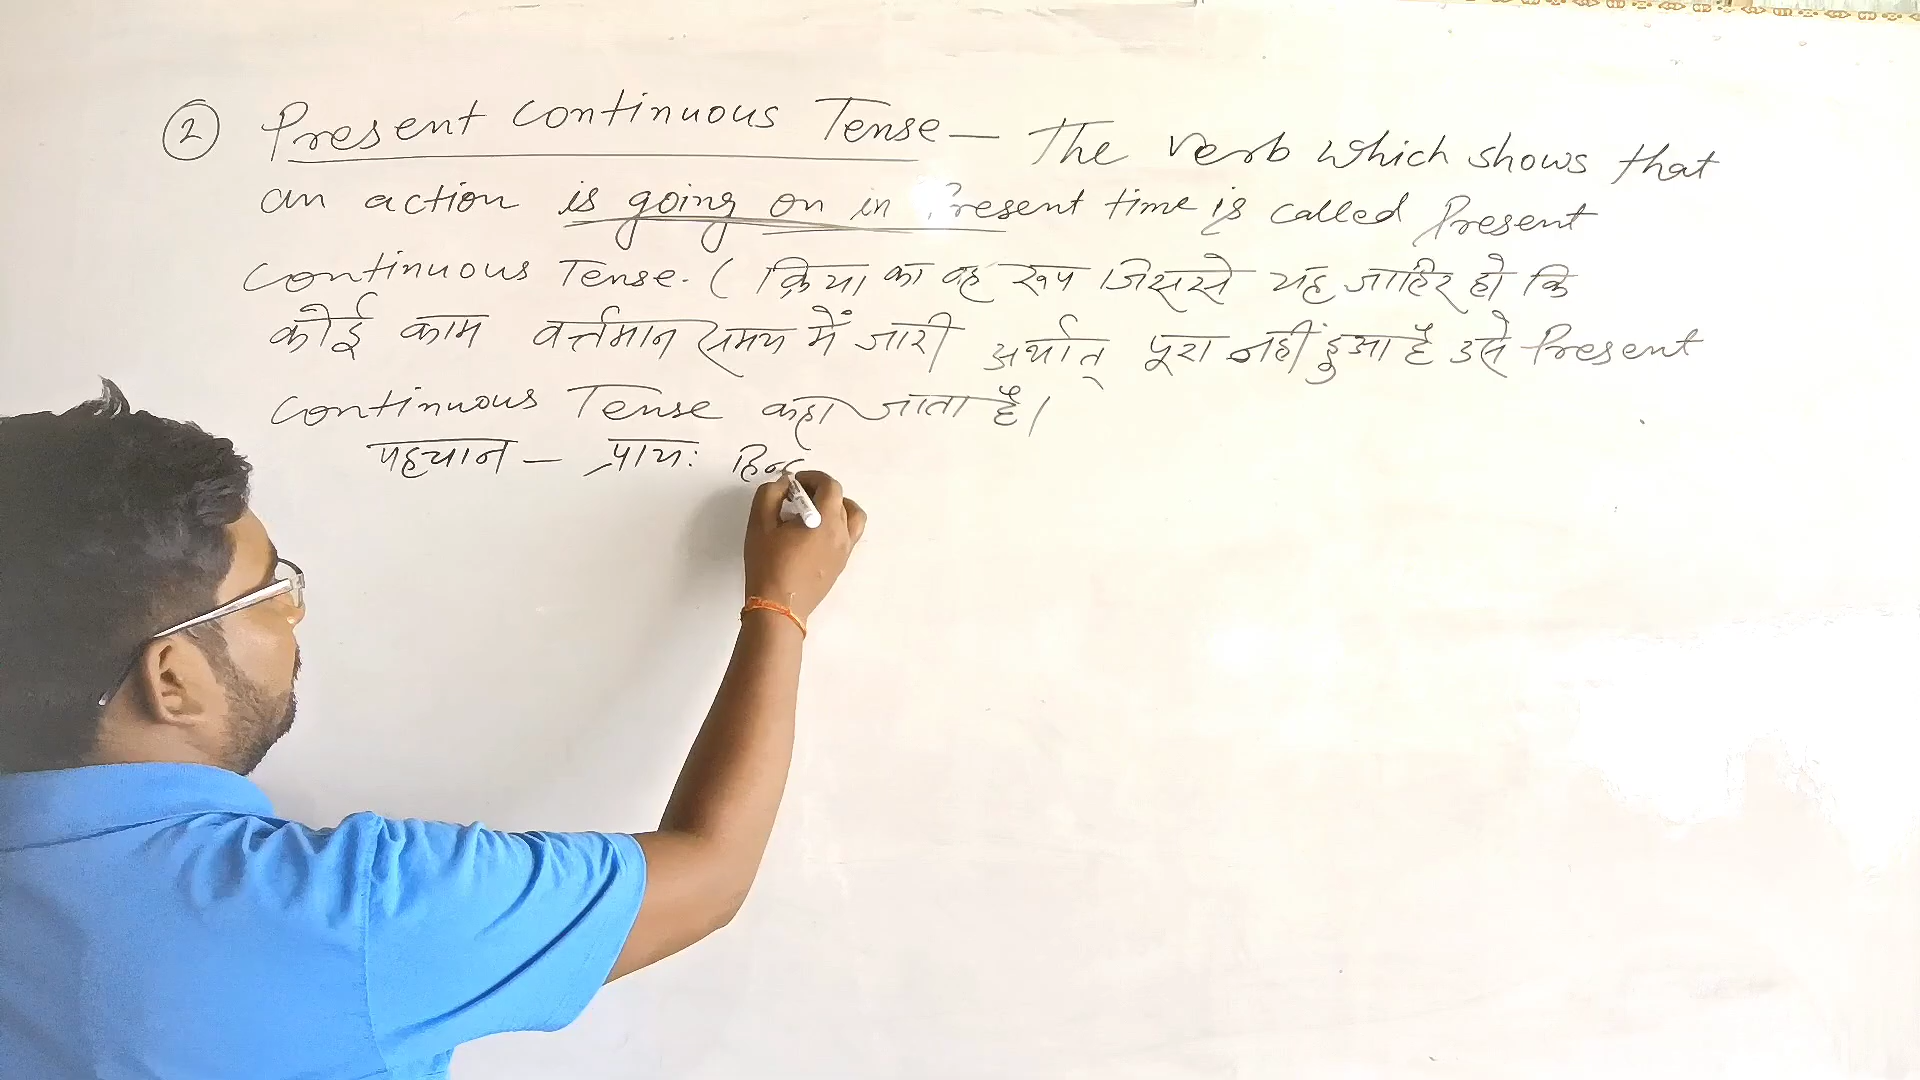 2 Present Continuous Tense — The verb which shows that
an action is going on in Present time is called Present
Continuous Tense. ( क्रिया का वह रूप जिससे यह जाहिर हो कि
कोई काम वर्त्तमान समय में जारी अर्थात् पूरा नहीं हुआ है उसे Present
Continuous Tense कहा जाता है।
पहचान — प्रायः